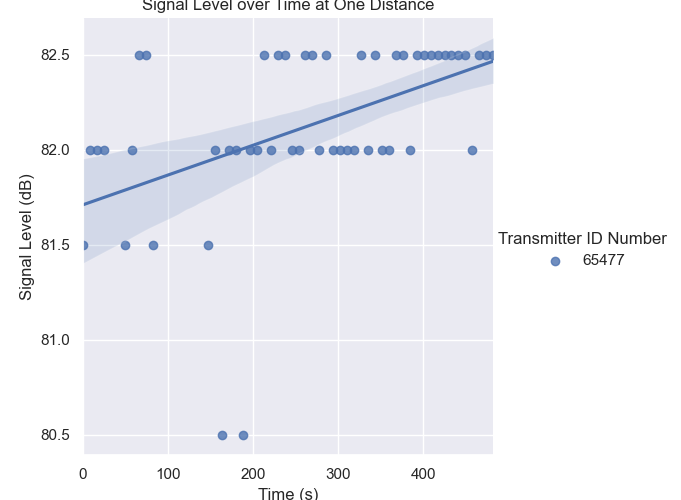 Signal Level over Time at One Distance
82.5
82.0
81.5
81.0
80.5
Signal Level (dB)
0 100 200 300 400
Time (s)
Transmitter ID Number
65477